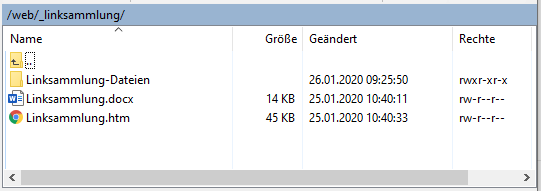 /web/_linksammlung/
Name Größe Geändert Rechte
..
Linksammlung-Dateien 26.01.2020 09:25:50 rwxr-xr-x
Linksammlung.docx 14 KB 25.01.2020 10:40:11 rw-r--r--
Linksammlung.htm 45 KB 25.01.2020 10:40:33 rw-r--r--